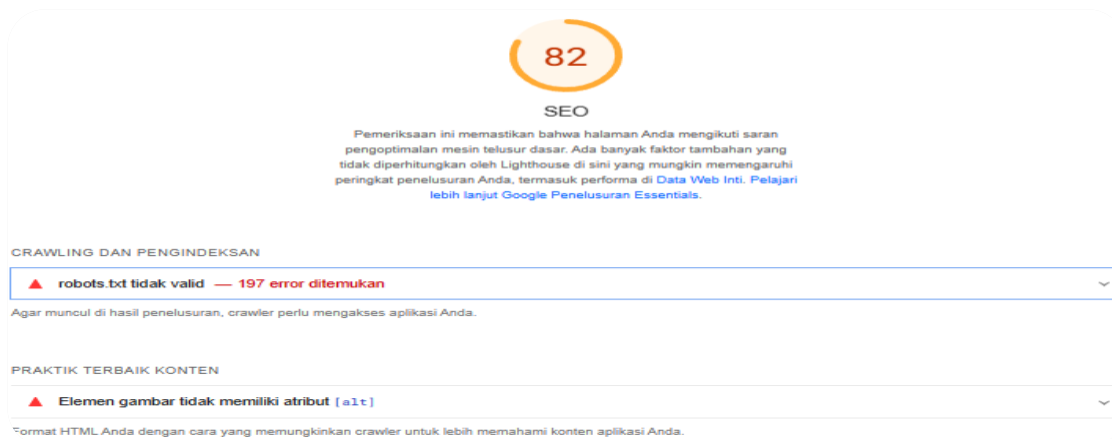 82
SEO
Pemeriksaan ini memastikan bahwa halaman Anda mengikuti saran
pengoptimalan mesin telusur dasar. Ada banyak faktor tambahan yang
tidak diperhitungkan oleh Lighthouse di sini yang mungkin memengaruhi
peringkat penelusuran Anda, termasuk performa di Data Web Inti. Pelajari
lebih lanjut Google Penelusuran Essentials.
CRAWLING DAN PENGINDEKSAN
robots.txt tidak valid — 197 error ditemukan
Agar muncul di hasil penelusuran, crawler perlu mengakses aplikasi Anda.
PRAKTIK TERBAIK KONTEN
Elemen gambar tidak memiliki atribut [alt]
Format HTML Anda dengan cara yang memungkinkan crawler untuk lebih memahami konten aplikasi Anda.